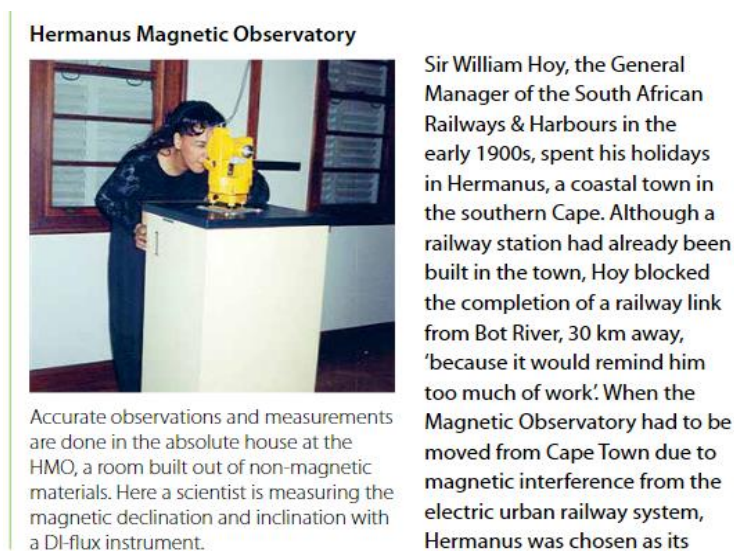 Hermanus Magnetic Observatory
Accurate observations and measurements
are done in the absolute house at the
HMO, a room built out of non-magnetic
materials. Here a scientist is measuring the
magnetic declination and inclination with
a DI-flux instrument.
Sir William Hoy, the General
Manager of the South African
Railways & Harbours in the
early 1900s, spent his holidays
in Hermanus, a coastal town in
the southern Cape. Although a
railway station had already been
built in the town, Hoy blocked
the completion of a railway link
from Bot River, 30 km away,
‘because it would remind him
too much of work’. When the
Magnetic Observatory had to be
moved from Cape Town due to
magnetic interference from the
electric urban railway system,
Hermanus was chosen as its